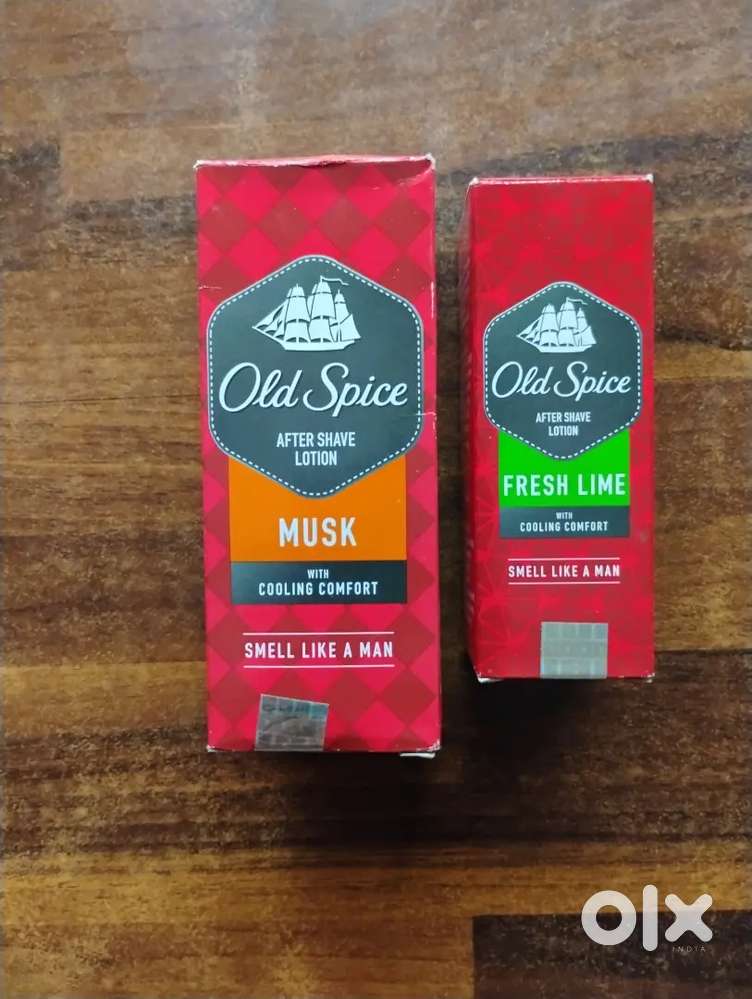 Old Spice
AFTER SHAVE
LOTION
MUSK
WITH
COOLING COMFORT
SMELL LIKE A MAN
Old Spice
AFTER SHAVE
LOTION
FRESH LIME
WITH
COOLING COMFORT
SMELL LIKE A MAN
olx
INDIA